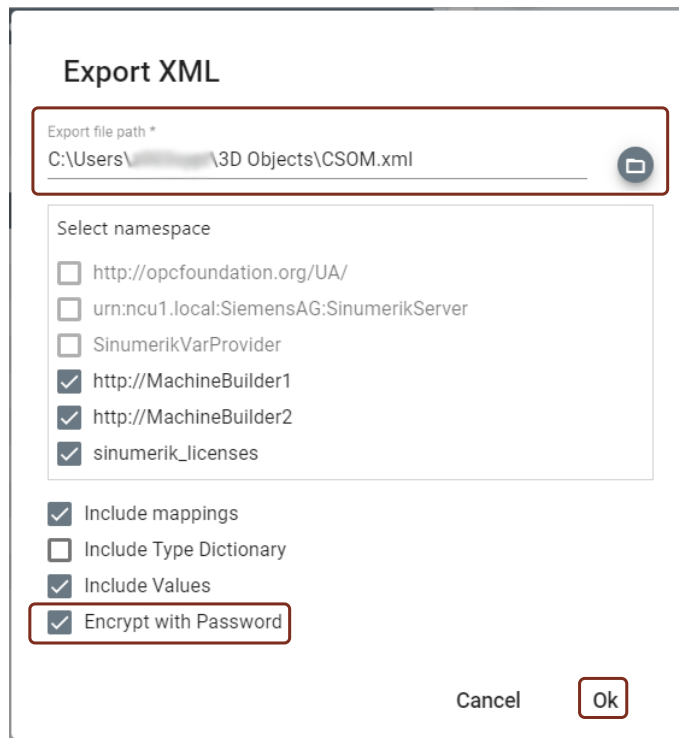 Export XML
Export file path *
C:\Users\ \3D Objects\CSOM.xml
Select namespace
http://opcfoundation.org/UA/
urn:ncu1.local:SiemensAG:SinumerikServer
SinumerikVarProvider
http://MachineBuilder1
http://MachineBuilder2
sinumerik_licenses
Include mappings
Include Type Dictionary
Include Values
Encrypt with Password
Cancel Ok